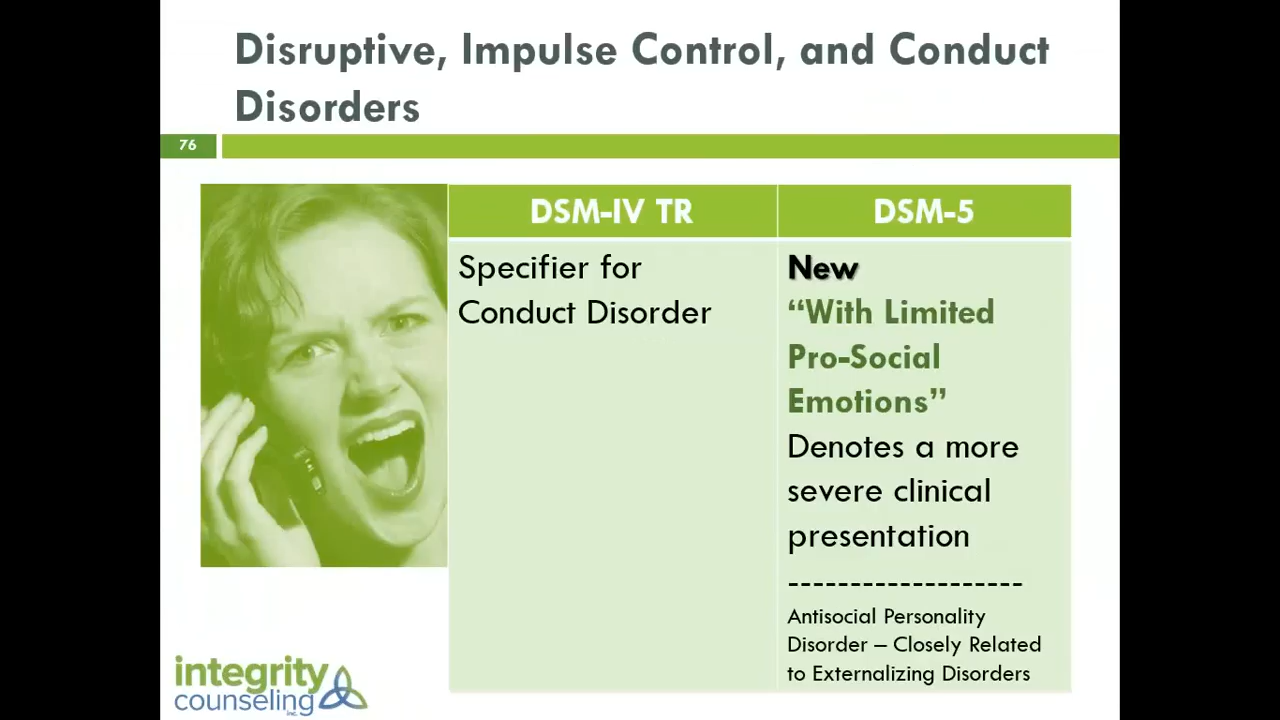 Disruptive, Impulse Control, and Conduct
Disorders
76
DSM-IV TR
DSM-5
Specifier for
Conduct Disorder
New
“With Limited
Pro-Social
Emotions”
Denotes a more
severe clinical
presentation
-------------------
Antisocial Personality
Disorder – Closely Related
to Externalizing Disorders
integrity
counseling
inc.